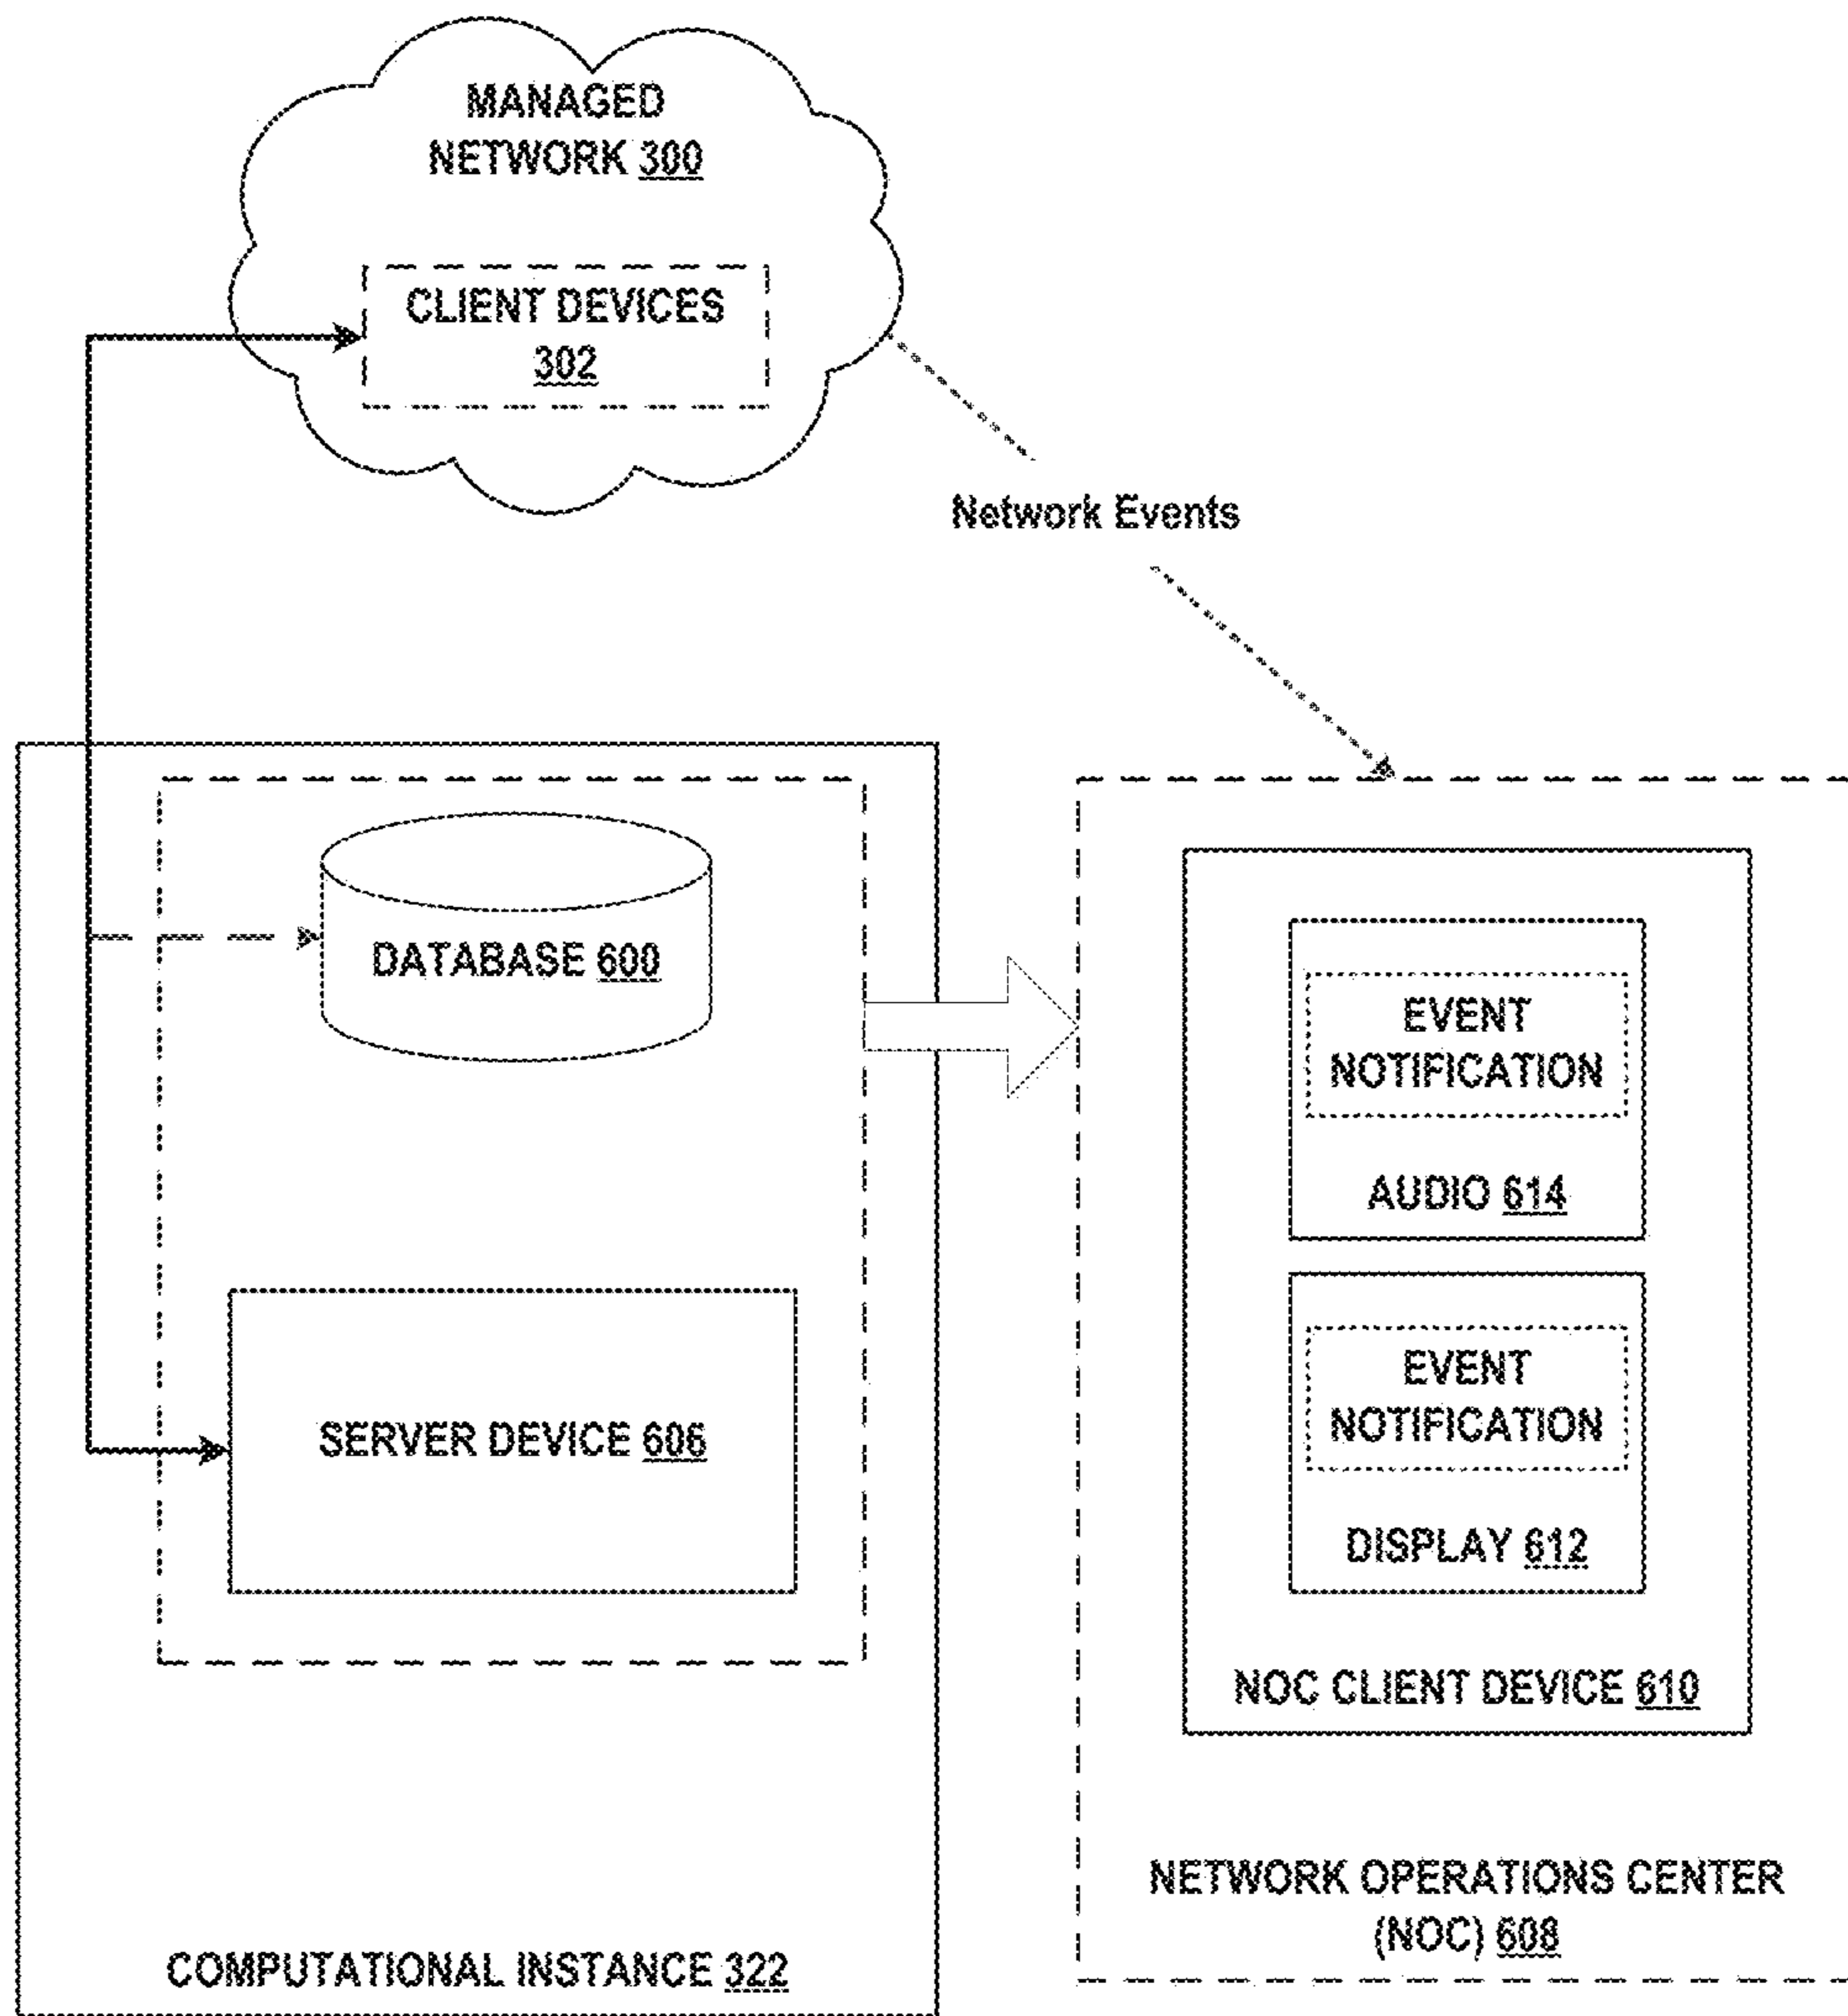 MANAGED
NETWORK 300
CLIENT DEVICES
302
Network Events
DATABASE 600
SERVER DEVICE 606
COMPUTATIONAL INSTANCE 322
EVENT
NOTIFICATION
AUDIO 614
EVENT
NOTIFICATION
DISPLAY 612
NOC CLIENT DEVICE 610
NETWORK OPERATIONS CENTER
(NOC) 608